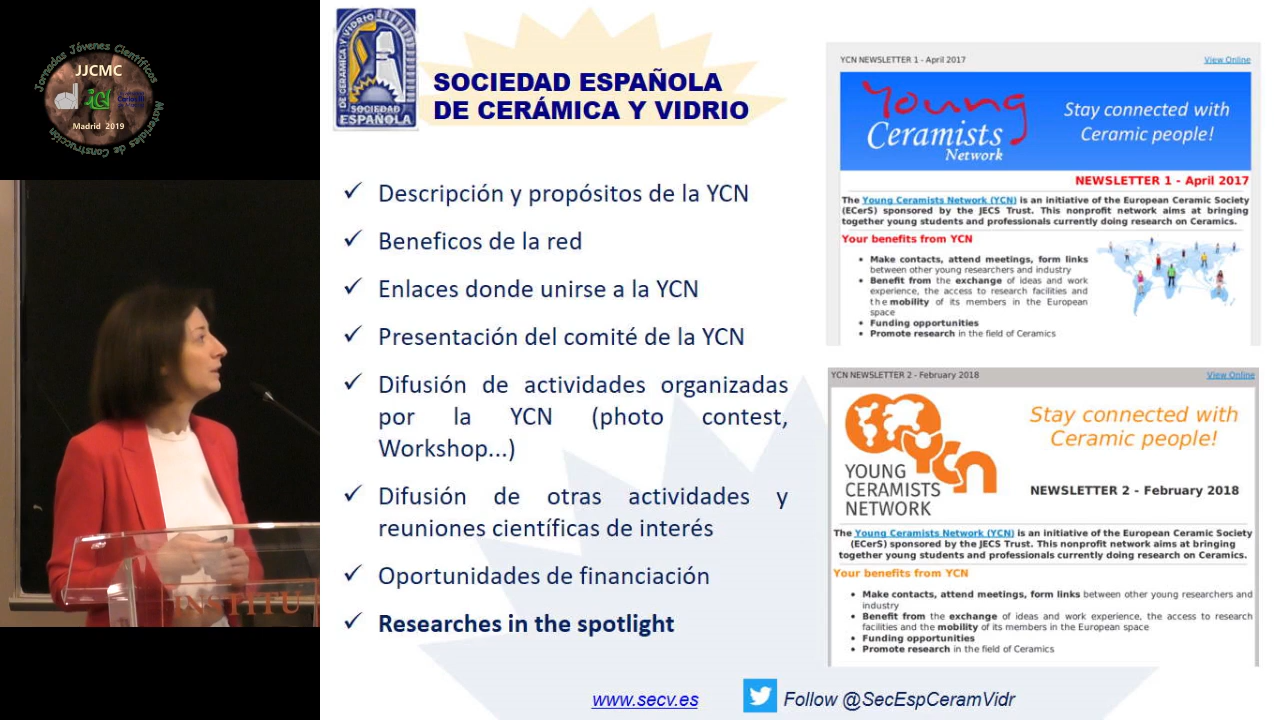 Jornadas Jóvenes Científicos
JJCMC
Madrid 2019
Materiales de Construcción
DE CERÁMICA Y VIDRIO
SOCIEDAD
ESPAÑOLA
SOCIEDAD ESPAÑOLA
DE CERÁMICA Y VIDRIO
✓ Descripción y propósitos de la YCN
✓ Beneficos de la red
✓ Enlaces donde unirse a la YCN
✓ Presentación del comité de la YCN
✓ Difusión de actividades organizadas
por la YCN (photo contest,
Workshop...)
✓ Difusión de otras actividades y
reuniones científicas de interés
✓ Oportunidades de financiación
✓ Researches in the spotlight
www.secv.es
Follow @SecEspCeramVidr
YCN NEWSLETTER 1 - April 2017 View Online
Young
Ceramists
Network
Stay connected with
Ceramic people!
NEWSLETTER 1 - April 2017
The Young Ceramists Network (YCN) is an initiative of the European Ceramic Society
(ECerS) sponsored by the JECS Trust. This nonprofit network aims at bringing
together young students and professionals currently doing research on Ceramics.
Your benefits from YCN
• Make contacts, attend meetings, form links
between other young researchers and industry
• Benefit from the exchange of ideas and work
experience, the access to research facilities and
the mobility of its members in the European
space
• Funding opportunities
• Promote research in the field of Ceramics
YCN NEWSLETTER 2 - February 2018 View Online
Ycn
YOUNG
CERAMISTS
NETWORK
Stay connected with
Ceramic people!
NEWSLETTER 2 - February 2018
The Young Ceramists Network (YCN) is an initiative of the European Ceramic Society
(ECerS) sponsored by the JECS Trust. This nonprofit network aims at bringing
together young students and professionals currently doing research on Ceramics.
Your benefits from YCN
• Make contacts, attend meetings, form links between other young researchers and
industry
• Benefit from the exchange of ideas and work experience, the access to research
facilities and the mobility of its members in the European space
• Funding opportunities
• Promote research in the field of Ceramics
INSTITU